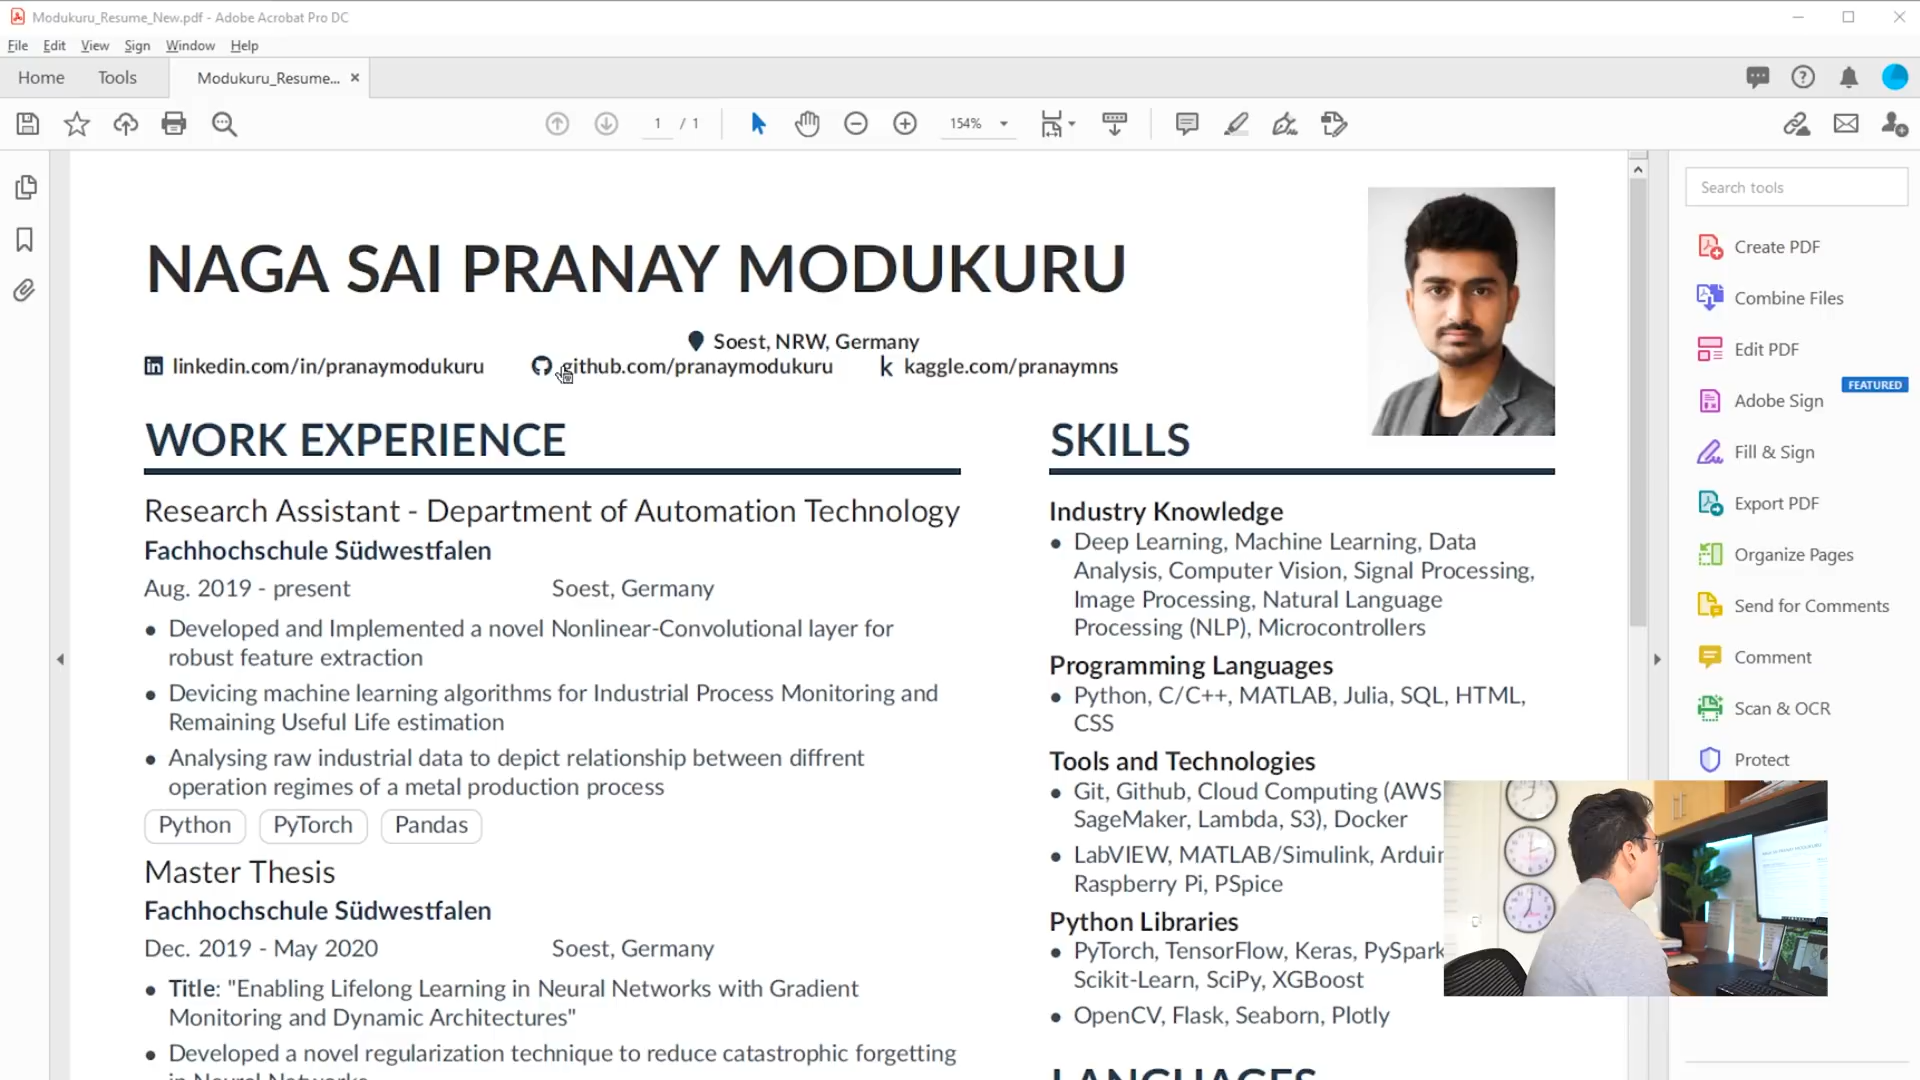 Modukuru_Resume_New.pdf - Adobe Acrobat Pro DC
File Edit View Sign Window Help
Home Tools Modukuru_Resume... ×
1 / 1 154%
Search tools
Create PDF
Combine Files
Edit PDF
FEATURED
Adobe Sign
Fill & Sign
Export PDF
Organize Pages
Send for Comments
Comment
Scan & OCR
Protect
NAGA SAI PRANAY MODUKURU
Soest, NRW, Germany
linkedin.com/in/pranaymodukuru github.com/pranaymodukuru k kaggle.com/pranaymns
WORK EXPERIENCE
Research Assistant - Department of Automation Technology
Fachhochschule Südwestfalen
Aug. 2019 - present Soest, Germany
• Developed and Implemented a novel Nonlinear-Convolutional layer for
robust feature extraction
• Devicing machine learning algorithms for Industrial Process Monitoring and
Remaining Useful Life estimation
• Analysing raw industrial data to depict relationship between diffrent
operation regimes of a metal production process
Python PyTorch Pandas
Master Thesis
Fachhochschule Südwestfalen
Dec. 2019 - May 2020 Soest, Germany
• Title: "Enabling Lifelong Learning in Neural Networks with Gradient
Monitoring and Dynamic Architectures"
• Developed a novel regularization technique to reduce catastrophic forgetting
SKILLS
Industry Knowledge
• Deep Learning, Machine Learning, Data
Analysis, Computer Vision, Signal Processing,
Image Processing, Natural Language
Processing (NLP), Microcontrollers
Programming Languages
• Python, C/C++, MATLAB, Julia, SQL, HTML,
CSS
Tools and Technologies
• Git, Github, Cloud Computing (AWS
SageMaker, Lambda, S3), Docker
• LabVIEW, MATLAB/Simulink, Arduin
Raspberry Pi, PSpice
Python Libraries
• PyTorch, TensorFlow, Keras, PySpark
Scikit-Learn, SciPy, XGBoost
• OpenCV, Flask, Seaborn, Plotly
LANGUAGES